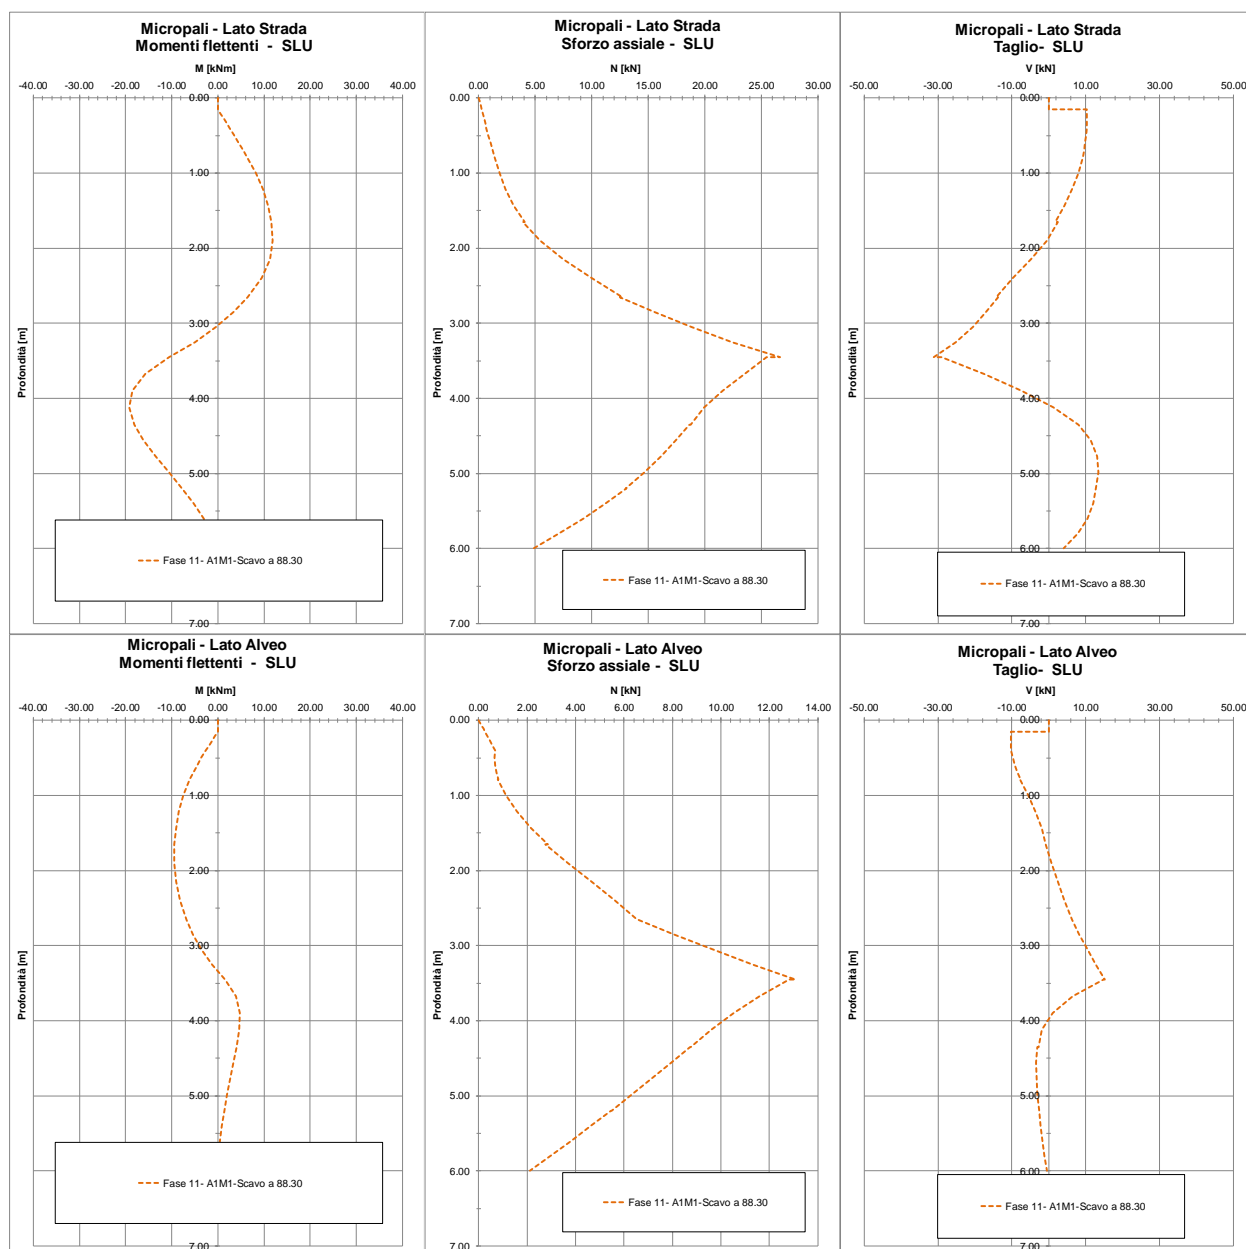 Micropali - Lato Strada
Momenti flettenti - SLU
M [kNm]
-40.00 -30.00 -20.00 -10.00 0.00 10.00 20.00 30.00 40.00
0.00
1.00
2.00
3.00
4.00
5.00
6.00
7.00
Profondità [m]
Fase 11- A1M1-Scavo a 88.30
Micropali - Lato Strada
Sforzo assiale - SLU
N [kN]
0.00 5.00 10.00 15.00 20.00 25.00 30.00
0.00
1.00
2.00
3.00
4.00
5.00
6.00
7.00
Profondità [m]
Fase 11- A1M1-Scavo a 88.30
Micropali - Lato Strada
Taglio- SLU
V [kN]
-50.00 -30.00 -10.00 10.00 30.00 50.00
0.00
1.00
2.00
3.00
4.00
5.00
6.00
7.00
Profondità [m]
Fase 11- A1M1-Scavo a 88.30
Micropali - Lato Alveo
Momenti flettenti - SLU
M [kNm]
-40.00 -30.00 -20.00 -10.00 0.00 10.00 20.00 30.00 40.00
0.00
1.00
2.00
3.00
4.00
5.00
6.00
7.00
Profondità [m]
Fase 11- A1M1-Scavo a 88.30
Micropali - Lato Alveo
Sforzo assiale - SLU
N [kN]
0.00 2.00 4.00 6.00 8.00 10.00 12.00 14.00
0.00
1.00
2.00
3.00
4.00
5.00
6.00
7.00
Profondità [m]
Fase 11- A1M1-Scavo a 88.30
Micropali - Lato Alveo
Taglio- SLU
V [kN]
-50.00 -30.00 -10.00 10.00 30.00 50.00
0.00
1.00
2.00
3.00
4.00
5.00
6.00
7.00
Profondità [m]
Fase 11- A1M1-Scavo a 88.30